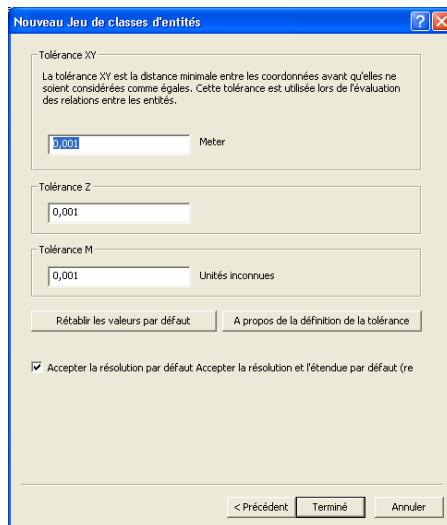 Nouveau Jeu de classes d'entités
Tolérance XY
La tolérance XY est la distance minimale entre les coordonnées avant qu'elles ne
soient considérées comme égales. Cette tolérance est utilisée lors de l'évaluation
des relations entre les entités.
0,001 Meter
Tolérance Z
0,001
Tolérance M
0,001 Unités inconnues
Rétablir les valeurs par défaut A propos de la définition de la tolérance
Accepter la résolution par défaut Accepter la résolution et l'étendue par défaut (re
< Précédent Terminé Annuler